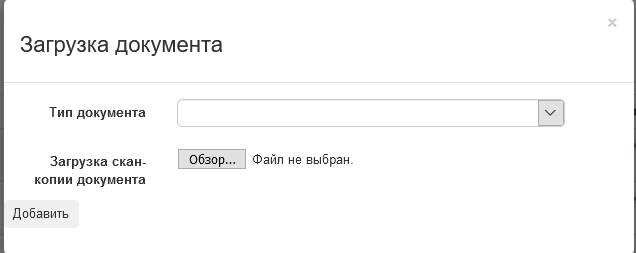 ×
Загрузка документа
Тип документа
Загрузка скан-
копии документа
Обзор... Файл не выбран.
Добавить